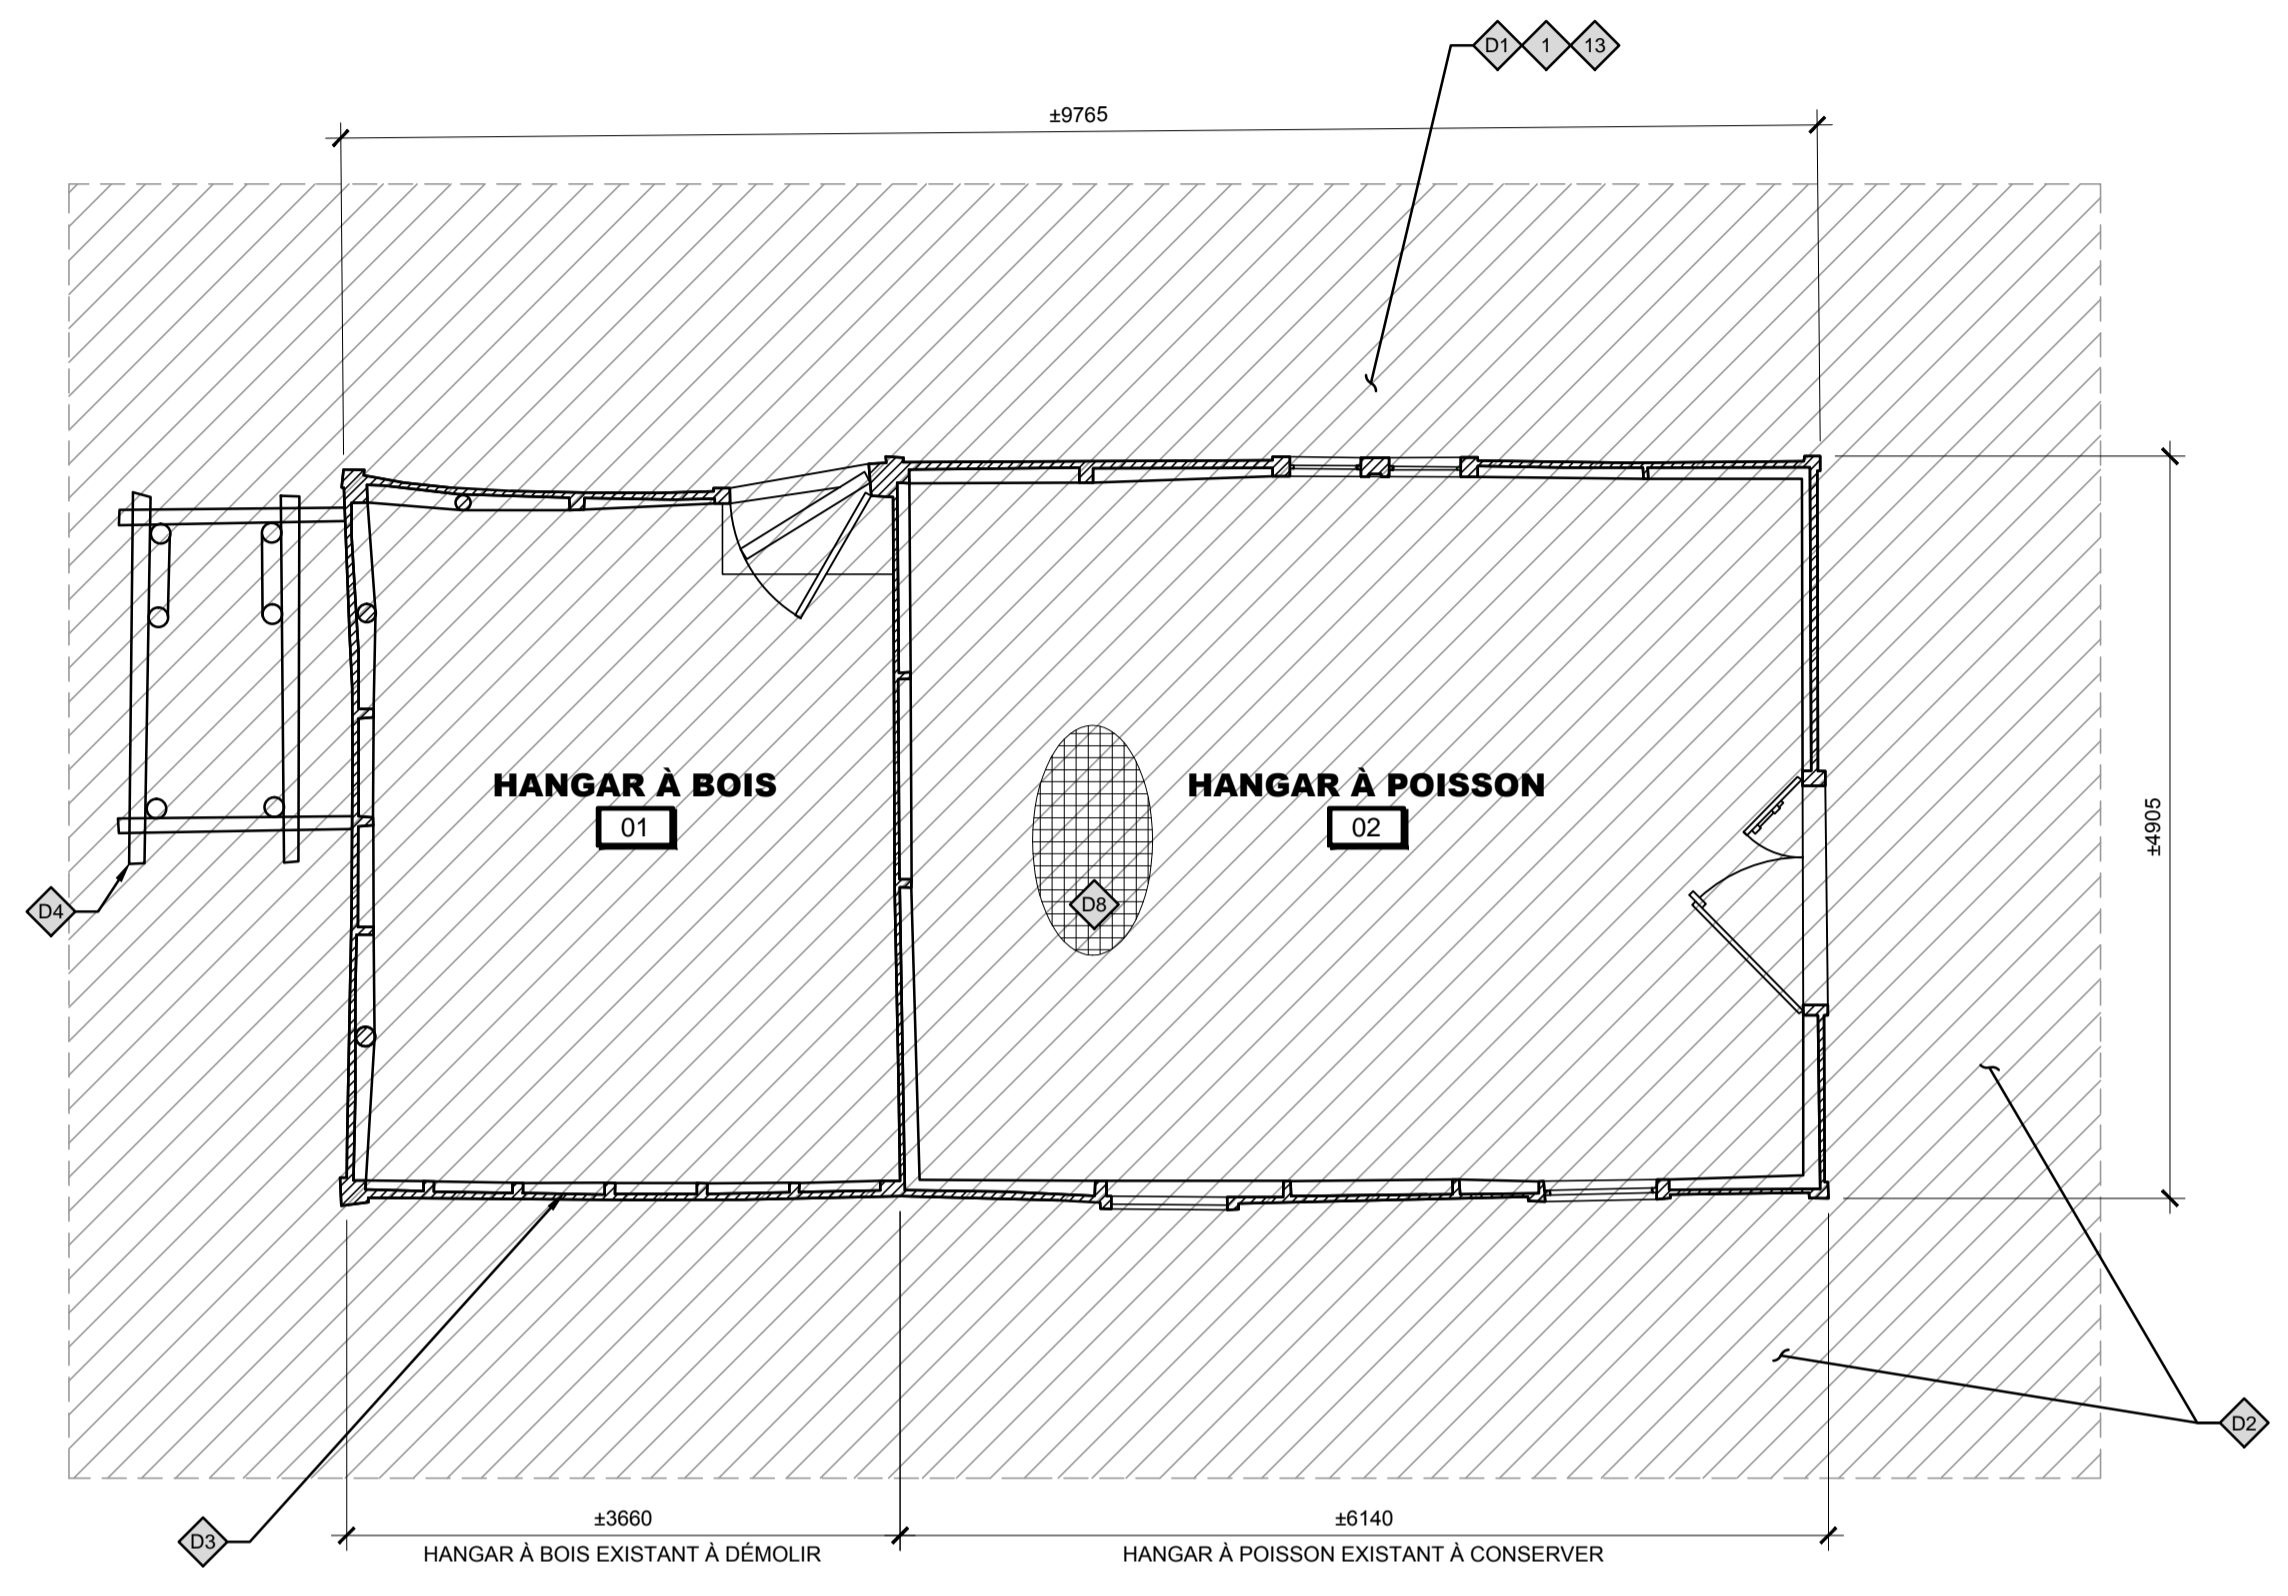 D1 1 13
±9765
HANGAR À BOIS
01
HANGAR À POISSON
02
±4905
D4
D8
D2
D3
±3660
HANGAR À BOIS EXISTANT À DÉMOLIR
±6140
HANGAR À POISSON EXISTANT À CONSERVER